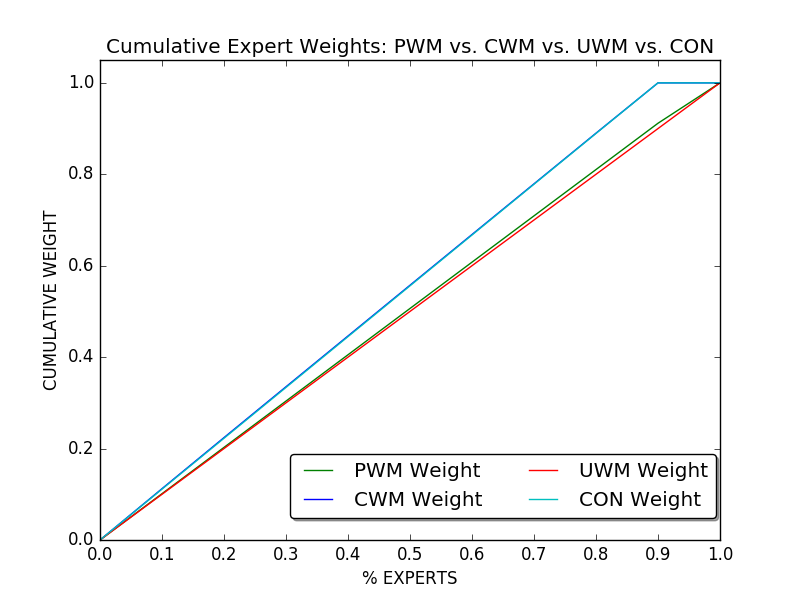 Cumulative Expert Weights: PWM vs. CWM vs. UWM vs. CON
1.0
0.8
0.6
0.4
0.2
0.0
CUMULATIVE WEIGHT
PWM Weight UWM Weight
CWM Weight CON Weight
0.0 0.1 0.2 0.3 0.4 0.5 0.6 0.7 0.8 0.9 1.0
% EXPERTS